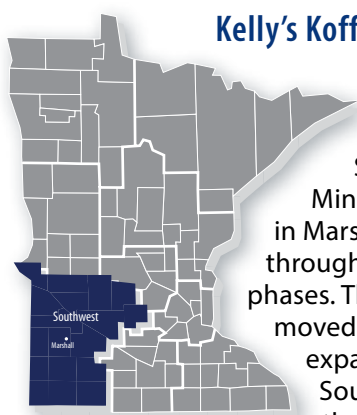 Kelly's Koff
Min
in Mars
through
phases. Th
moved
expa
Sou
Southwest
Marshall